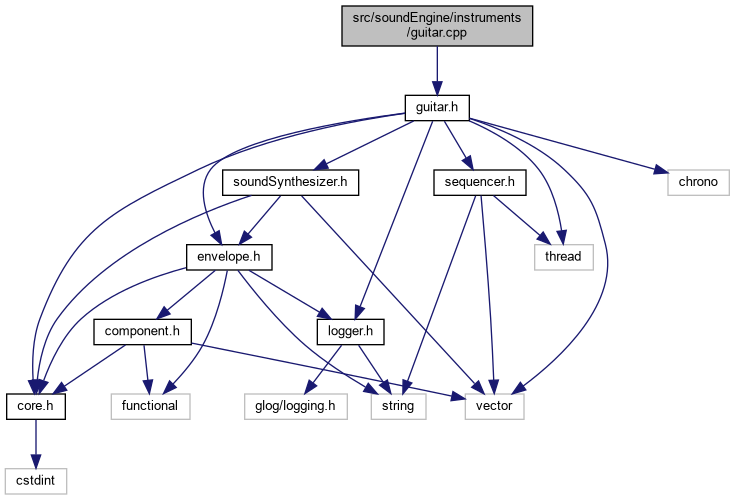 src/soundEngine/instruments
/guitar.cpp
guitar.h
soundSynthesizer.h
sequencer.h
chrono
envelope.h
thread
component.h
logger.h
core.h
functional
glog/logging.h
string
vector
cstdint